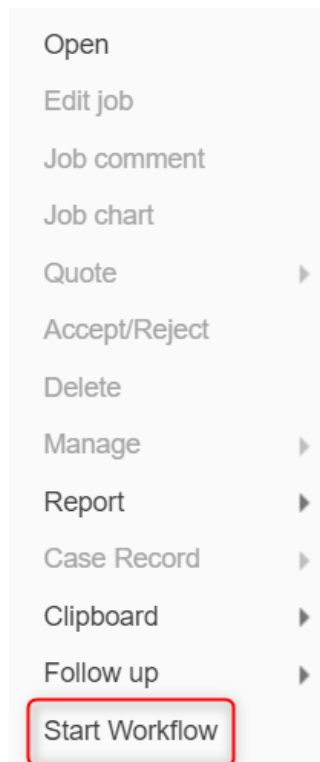 Open
Edit job
Job comment
Job chart
Quote
Accept/Reject
Delete
Manage
Report
Case Record
Clipboard
Follow up
Start Workflow